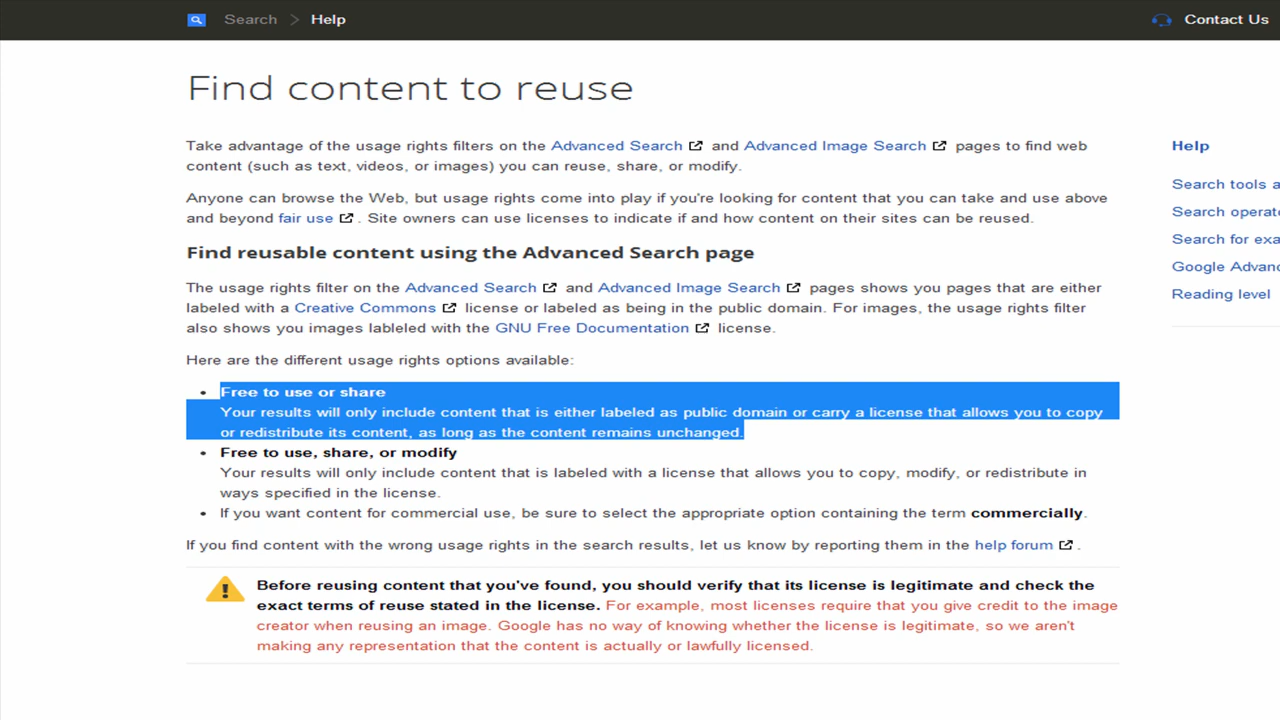 Search > Help
Contact Us
Find content to reuse
Take advantage of the usage rights filters on the Advanced Search and Advanced Image Search pages to find web
content (such as text, videos, or images) you can reuse, share, or modify.
Anyone can browse the Web, but usage rights come into play if you're looking for content that you can take and use above
and beyond fair use . Site owners can use licenses to indicate if and how content on their sites can be reused.
Find reusable content using the Advanced Search page
The usage rights filter on the Advanced Search and Advanced Image Search pages shows you pages that are either
labeled with a Creative Commons license or labeled as being in the public domain. For images, the usage rights filter
also shows you images lableled with the GNU Free Documentation license.
Here are the different usage rights options available:
• Free to use or share
Your results will only include content that is either labeled as public domain or carry a license that allows you to copy
or redistribute its content, as long as the content remains unchanged.
• Free to use, share, or modify
Your results will only include content that is labeled with a license that allows you to copy, modify, or redistribute in
ways specified in the license.
• If you want content for commercial use, be sure to select the appropriate option containing the term commercially.
If you find content with the wrong usage rights in the search results, let us know by reporting them in the help forum .
Before reusing content that you've found, you should verify that its license is legitimate and check the
exact terms of reuse stated in the license. For example, most licenses require that you give credit to the image
creator when reusing an image. Google has no way of knowing whether the license is legitimate, so we aren't
making any representation that the content is actually or lawfully licensed.
Help
Search tools a
Search operato
Search for exa
Google Advanc
Reading level